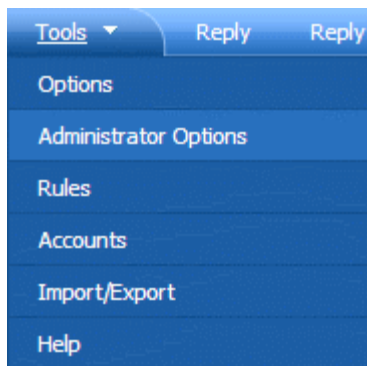 Tools Reply Reply
Options
Administrator Options
Rules
Accounts
Import/Export
Help